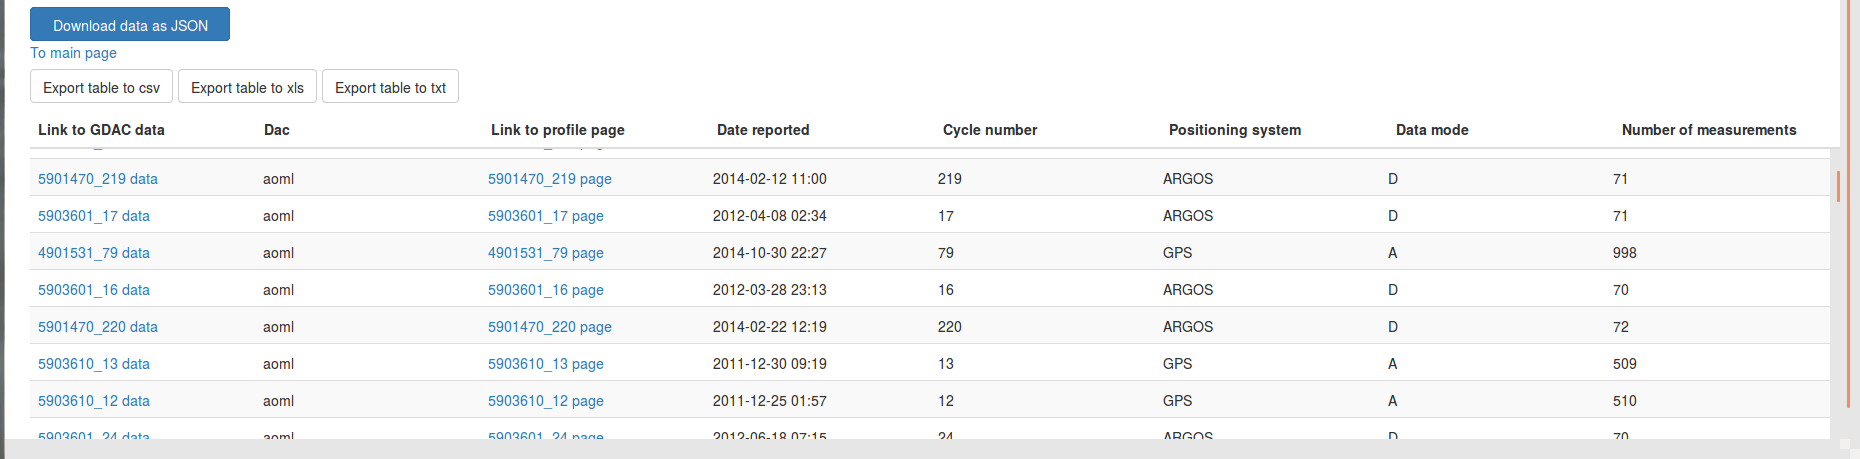 Download data as JSON
To main page
Export table to csv Export table to xls Export table to txt
Link to GDAC data Dac Link to profile page Date reported Cycle number Positioning system Data mode Number of measurements
5901470_219 data aoml 5901470_219 page 2014-02-12 11:00 219 ARGOS D 71
5903601_17 data aoml 5903601_17 page 2012-04-08 02:34 17 ARGOS D 71
4901531_79 data aoml 4901531_79 page 2014-10-30 22:27 79 GPS A 998
5903601_16 data aoml 5903601_16 page 2012-03-28 23:13 16 ARGOS D 70
5901470_220 data aoml 5901470_220 page 2014-02-22 12:19 220 ARGOS D 72
5903610_13 data aoml 5903610_13 page 2011-12-30 09:19 13 GPS A 509
5903610_12 data aoml 5903610_12 page 2011-12-25 01:57 12 GPS A 510
5903601_24 data aoml 5903601_24 page 2012-06-18 07:15 24 ARGOS D 70